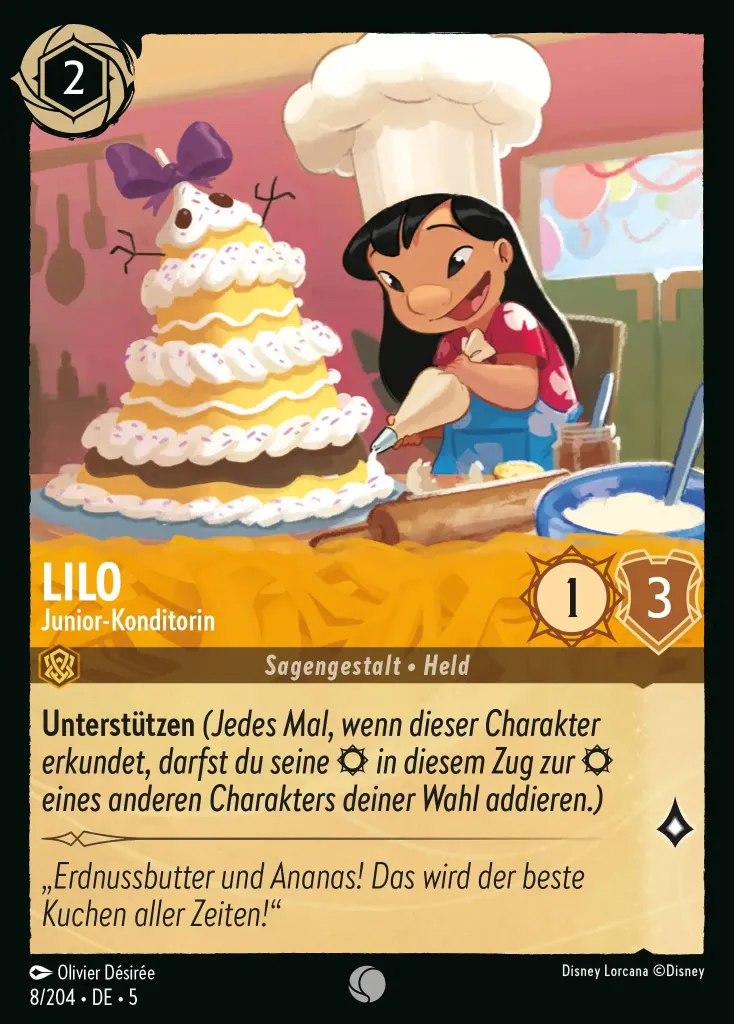 2
LILO
Junior-Konditorin
1
3
Sagengestalt • Held
Unterstützen (Jedes Mal, wenn dieser Charakter
erkundet, darfst du seine in diesem Zug zur
eines anderen Charakters deiner Wahl addieren.)
„Erdnussbutter und Ananas! Das wird der beste
Kuchen aller Zeiten!“
Olivier Désirée
Disney Lorcana ©Disney
8/204 • DE • 5